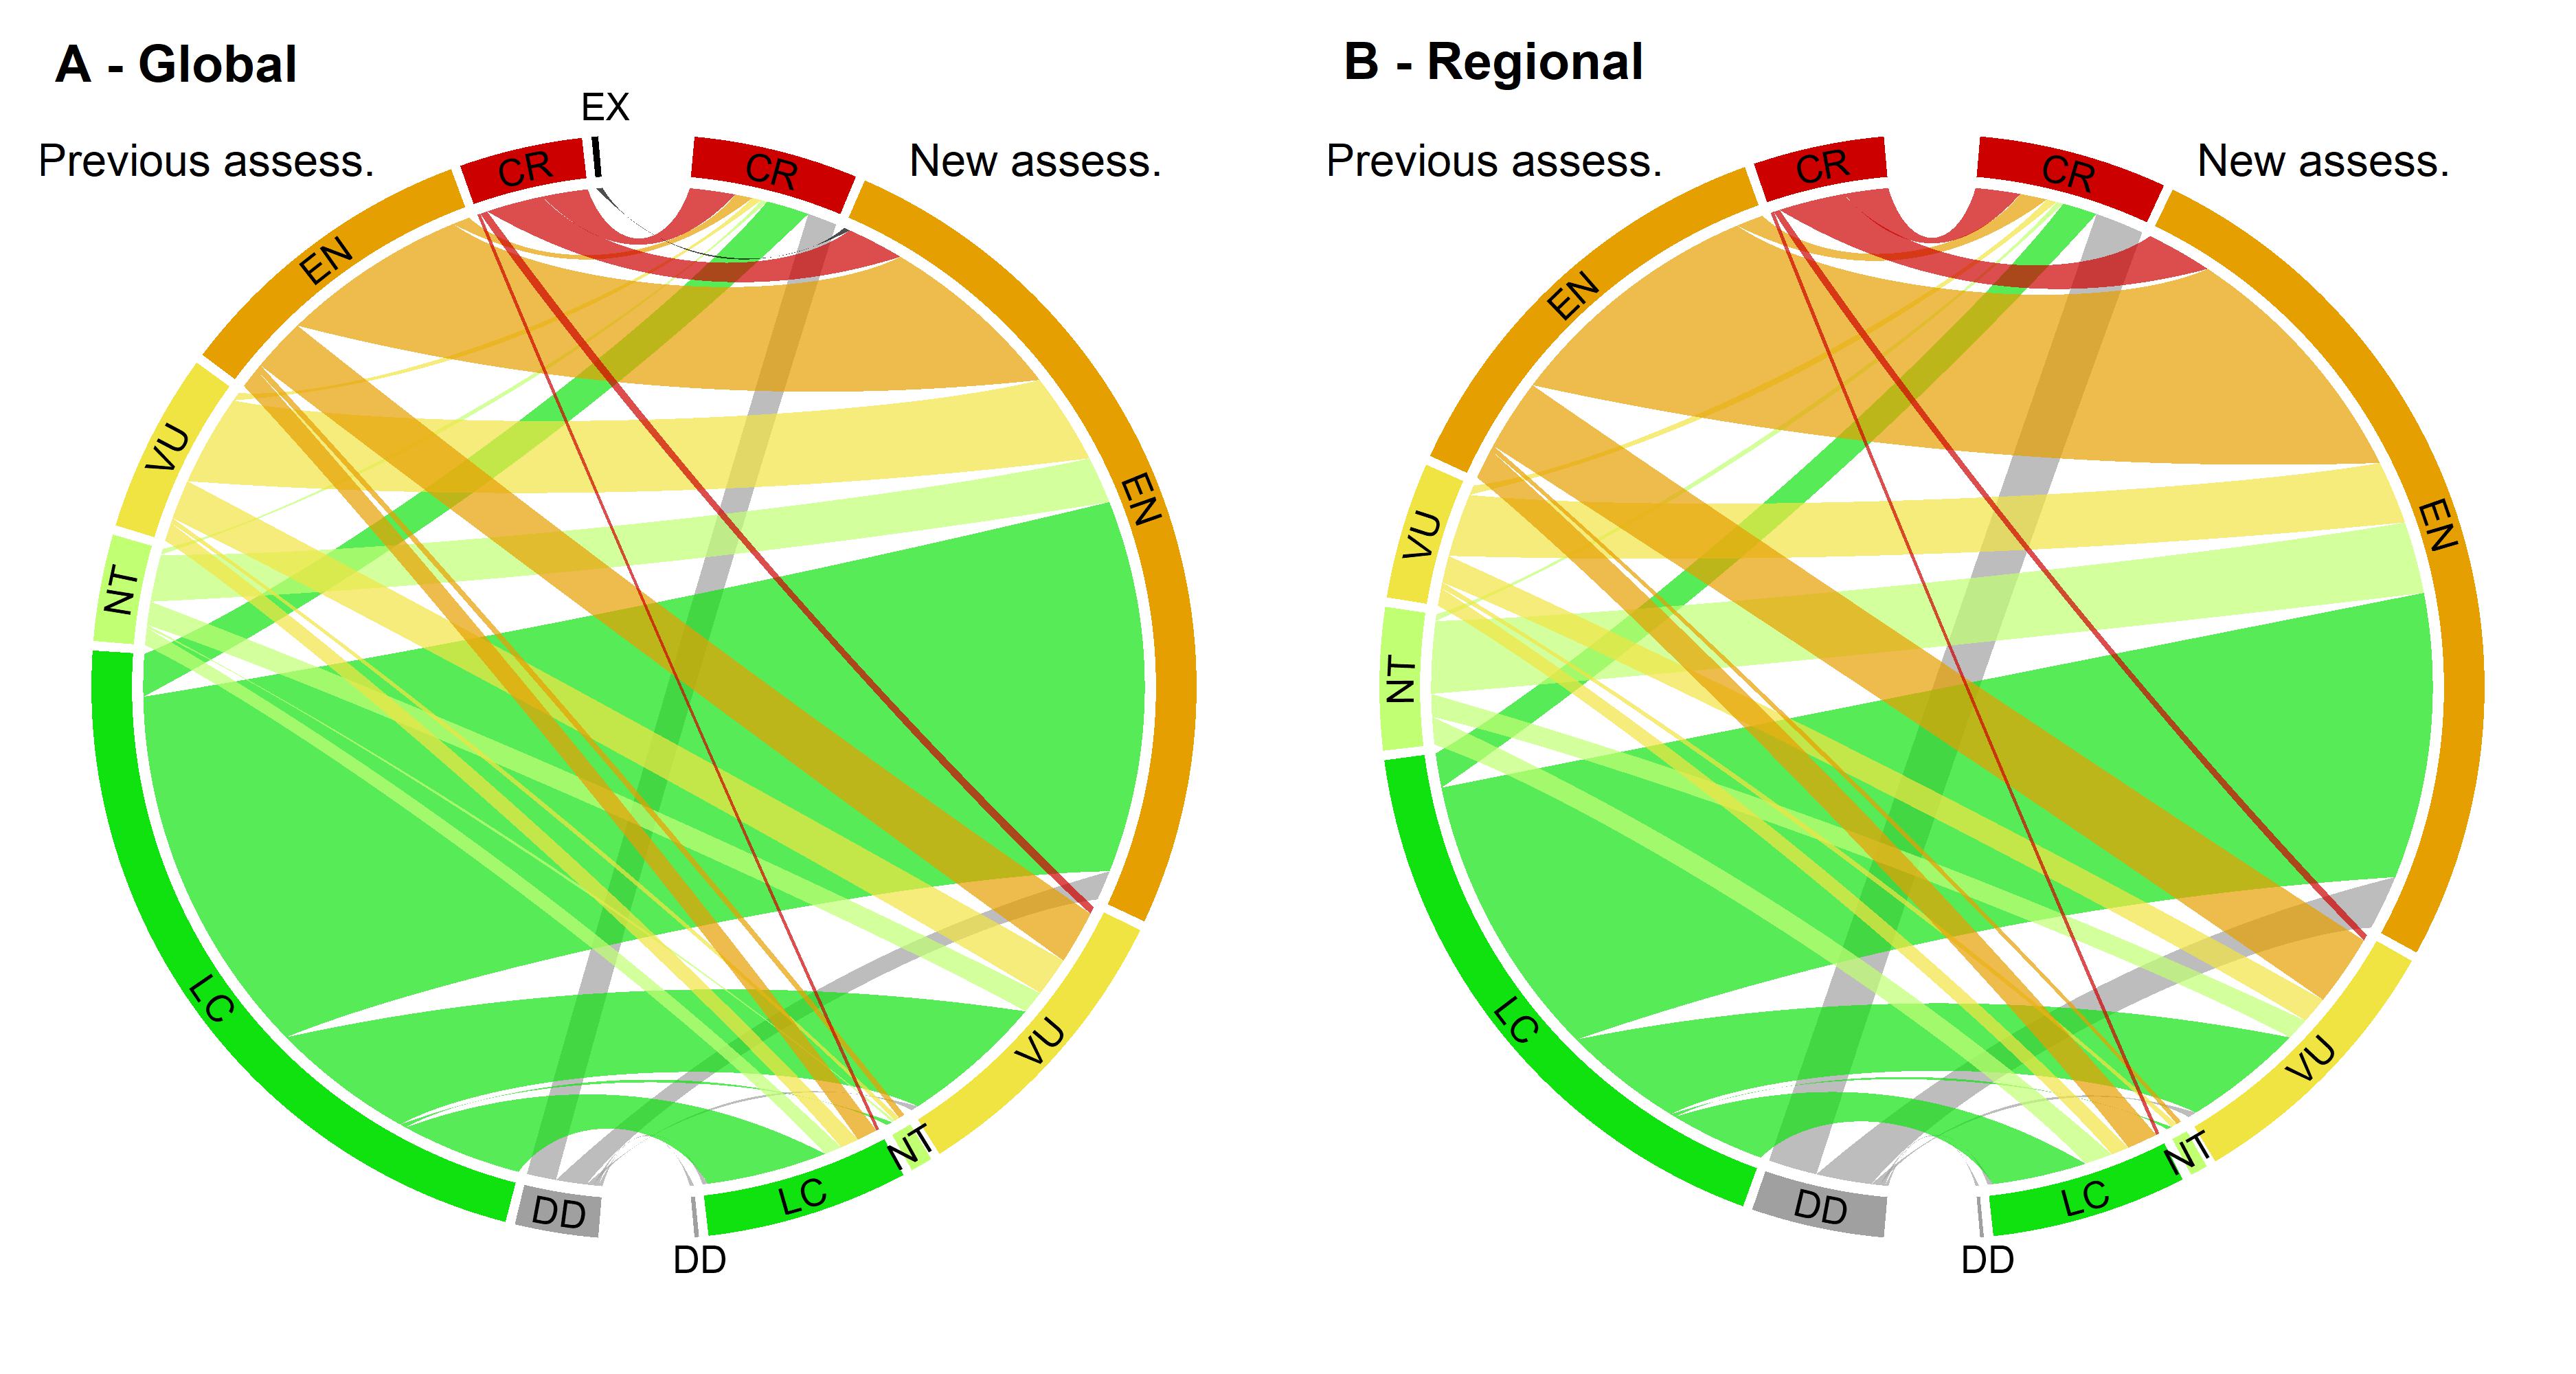 A - Global
EX
Previous assess.
New assess.
CR
CR
EN
VU
NT
LC
DD
EN
VU
NT
LC
DD
B - Regional
Previous assess.
New assess.
CR
CR
EN
VU
NT
LC
DD
EN
VU
NT
LC
DD